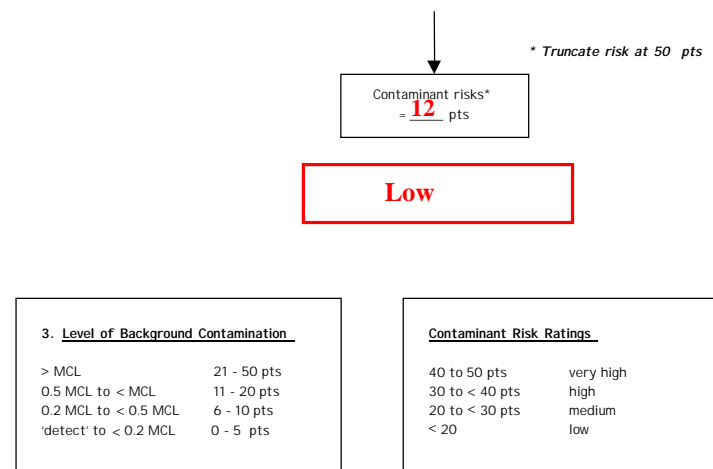 * Truncate risk at 50 pts
Contaminant risks*
= 12 pts
Low
3. Level of Background Contamination
> MCL 21 - 50 pts
0.5 MCL to < MCL 11 - 20 pts
0.2 MCL to < 0.5 MCL 6 - 10 pts
'detect' to < 0.2 MCL 0 - 5 pts
Contaminant Risk Ratings
40 to 50 pts very high
30 to < 40 pts high
20 to < 30 pts medium
< 20 low